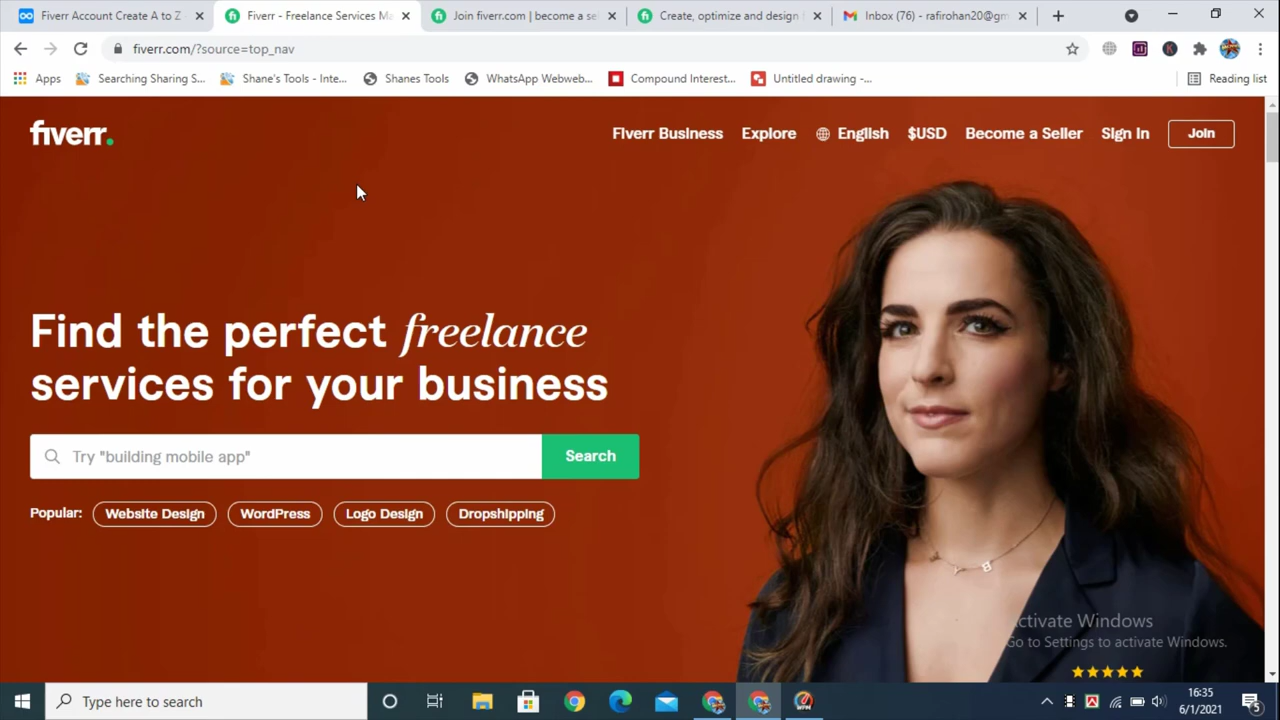 Fiverr Account Create A to Z
Fiverr - Freelance Services Ma
Join fiverr.com | become a se
Create, optimize and design
Inbox (76) - rafirohan20@gm
fiverr.com/?source=top_nav
Apps
Searching Sharing S...
Shane's Tools - Inte...
Shanes Tools
WhatsApp Webweb...
Compound Interest...
Untitled drawing -...
Reading list
fiverr.
Fiverr Business
Explore
English
$USD
Become a Seller
Sign In
Join
Find the perfect freelance
services for your business
Try "building mobile app"
Search
Popular:
Website Design
WordPress
Logo Design
Dropshipping
Activate Windows
Go to Settings to activate Windows.
Type here to search
16:35
6/1/2021
5